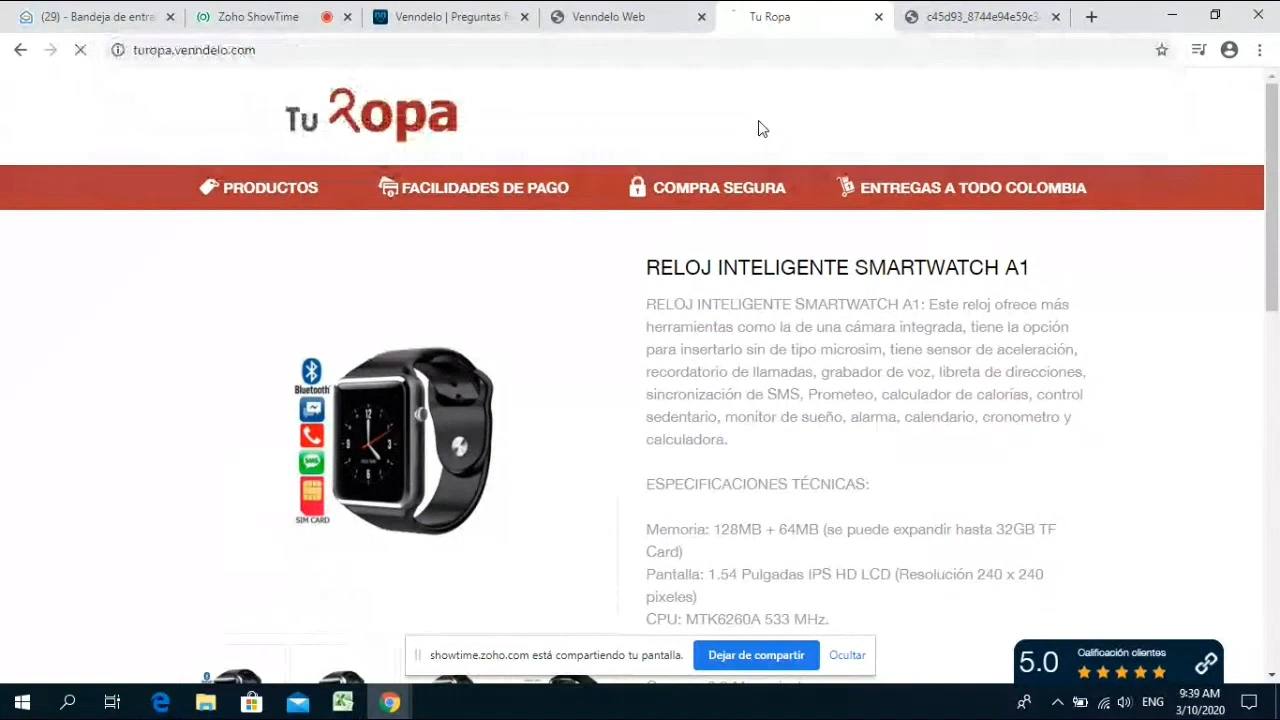 (29) - Bandeja de entra
Zoho ShowTime
Venndelo | Preguntas f
Venndelo Web
Tu Ropa
c45d93_8744e94e59c3
turopa.venndelo.com
Tu Ropa
PRODUCTOS
FACILIDADES DE PAGO
COMPRA SEGURA
ENTREGAS A TODO COLOMBIA
RELOJ INTELIGENTE SMARTWATCH A1
RELOJ INTELIGENTE SMARTWATCH A1: Este reloj ofrece más
herramientas como la de una cámara integrada, tiene la opción
para insertarlo sin de tipo microsim, tiene sensor de aceleración,
recordatorio de llamadas, grabador de voz, libreta de direcciones,
sincronización de SMS, Prometeo, calculador de calorías, control
sedentario, monitor de sueño, alarma, calendario, cronometro y
calculadora.
ESPECIFICACIONES TÉCNICAS:
Memoria: 128MB + 64MB (se puede expandir hasta 32GB TF
Card)
Pantalla: 1.54 Pulgadas IPS HD LCD (Resolución 240 x 240
pixeles)
CPU: MTK6260A 533 MHz.
Bluetooth
SMS
SIM CARD
12
3
6
9
showtime.zoho.com está compartiendo tu pantalla.
Dejar de compartir
Ocultar
5.0
Calificación clientes
ENG
9:39 AM
3/10/2020